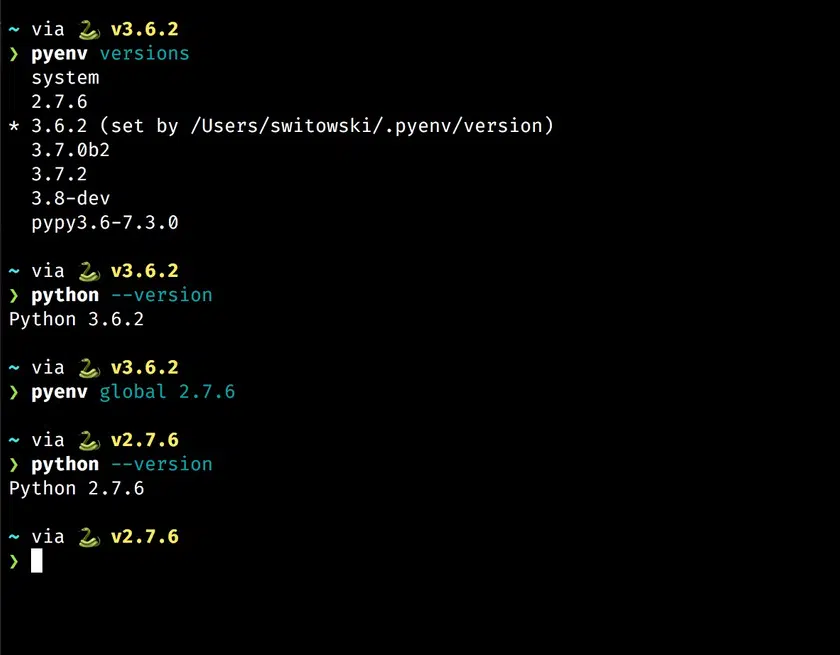 ~ via 🐍 v3.6.2
❯ pyenv versions
  system
  2.7.6
* 3.6.2 (set by /Users/switowski/.pyenv/version)
  3.7.0b2
  3.7.2
  3.8-dev
  pypy3.6-7.3.0
~ via 🐍 v3.6.2
❯ python --version
Python 3.6.2
~ via 🐍 v3.6.2
❯ pyenv global 2.7.6
~ via 🐍 v2.7.6
❯ python --version
Python 2.7.6
~ via 🐍 v2.7.6
❯